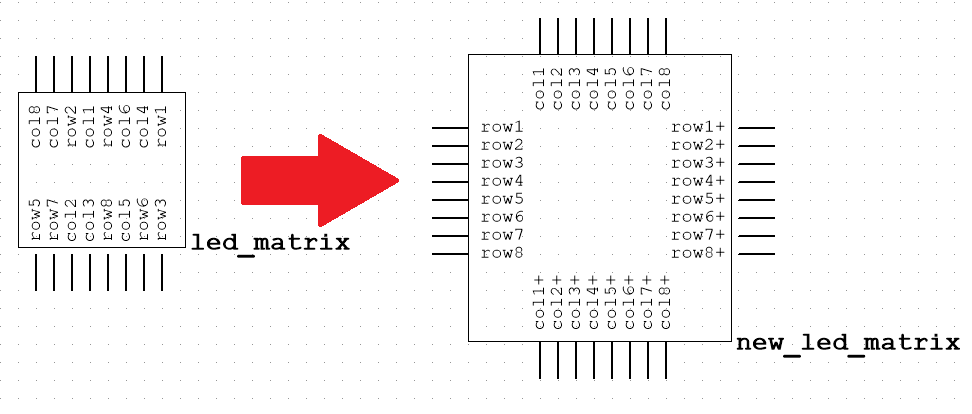 col8
col7
row2
col1
row4
col6
col4
row1
row5
row7
col2
col3
row8
col5
row6
row3
led_matrix
col1
col2
col3
col4
col5
col6
col7
col8
row1
row2
row3
row4
row5
row6
row7
row8
row1+
row2+
row3+
row4+
row5+
row6+
row7+
row8+
col1+
col2+
col3+
col4+
col5+
col6+
col7+
col8+
new_led_matrix